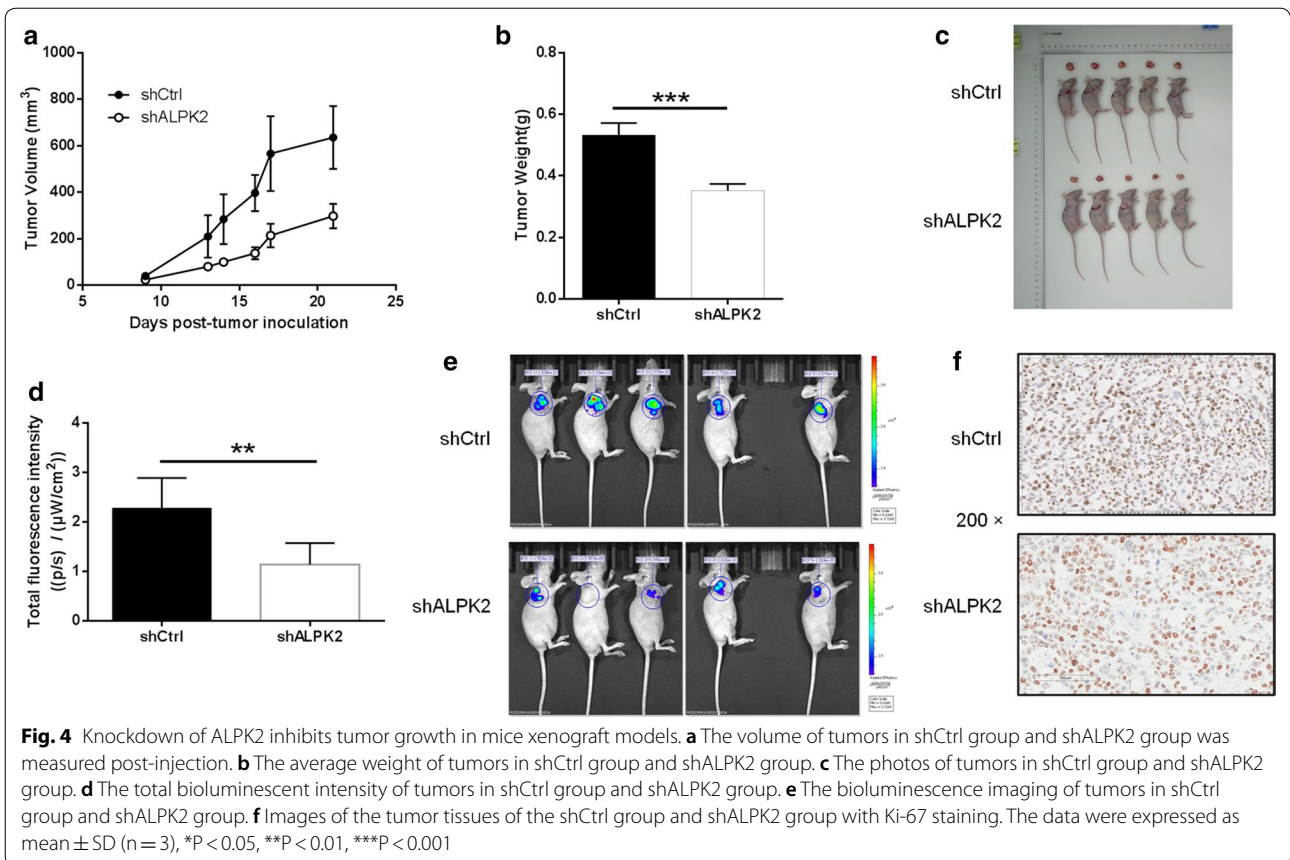 a
1000
800
600
400
200
0
Tumor Volume (mm³)
shCtrl
shALPK2
5 10 15 20 25
Days post-tumor inoculation
b
0.8
0.6
0.4
0.2
0.0
Tumor Weight(g)
***
shCtrl shALPK2
c
shCtrl
shALPK2
d
4
3
2
1
0
Total fluorescence intensity
((p/s) / (µW/cm²))
**
shCtrl shALPK2
e
shCtrl
shALPK2
f
shCtrl
200 ×
shALPK2
Fig. 4 Knockdown of ALPK2 inhibits tumor growth in mice xenograft models. a The volume of tumors in shCtrl group and shALPK2 group was
measured post-injection. b The average weight of tumors in shCtrl group and shALPK2 group. c The photos of tumors in shCtrl group and shALPK2
group. d The total bioluminescent intensity of tumors in shCtrl group and shALPK2 group. e The bioluminescence imaging of tumors in shCtrl
group and shALPK2 group. f Images of the tumor tissues of the shCtrl group and shALPK2 group with Ki-67 staining. The data were expressed as
mean ± SD (n = 3), *P < 0.05, **P < 0.01, ***P < 0.001